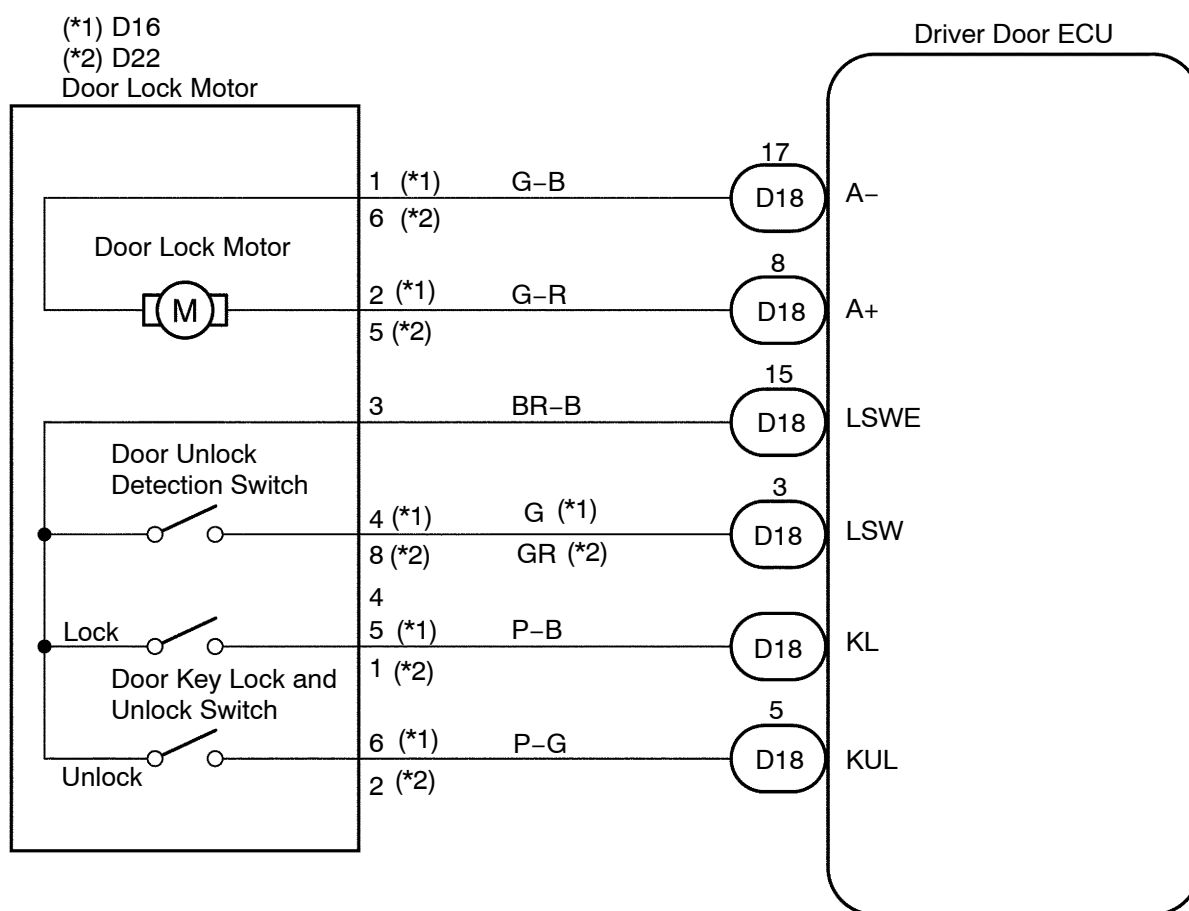 (*1) D16
(*2) D22
Door Lock Motor
Driver Door ECU
1 (*1) G−B 17 D18 A−
6 (*2)
Door Lock Motor
M
2 (*1) G−R 8 D18 A+
5 (*2)
3 BR−B 15 D18 LSWE
Door Unlock
Detection Switch
4 (*1) G (*1) 3 D18 LSW
8 (*2) GR (*2)
4
Lock
5 (*1) P−B D18 KL
1 (*2)
Door Key Lock and
Unlock Switch
6 (*1) P−G 5 D18 KUL
2 (*2)
Unlock